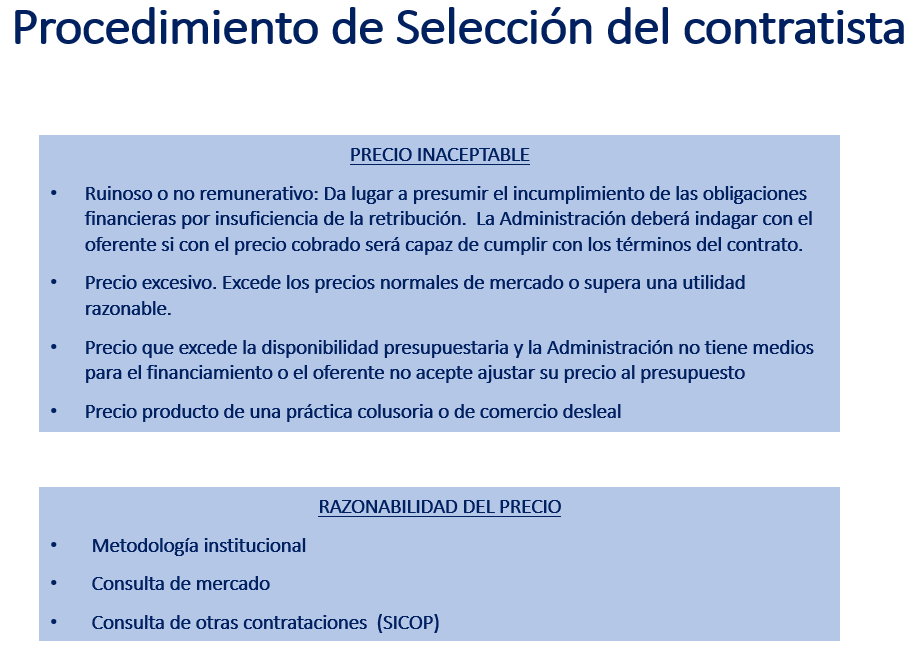 Procedimiento de Selección del contratista
PRECIO INACEPTABLE
• Ruinoso o no remunerativo: Da lugar a presumir el incumplimiento de las obligaciones
financieras por insuficiencia de la retribución.  La Administración deberá indagar con el
oferente si con el precio cobrado será capaz de cumplir con los términos del contrato.
• Precio excesivo. Excede los precios normales de mercado o supera una utilidad
razonable.
• Precio que excede la disponibilidad presupuestaria y la Administración no tiene medios
para el financiamiento o el oferente no acepte ajustar su precio al presupuesto
• Precio producto de una práctica colusoria o de comercio desleal
RAZONABILIDAD DEL PRECIO
• Metodología institucional
• Consulta de mercado
• Consulta de otras contrataciones  (SICOP)